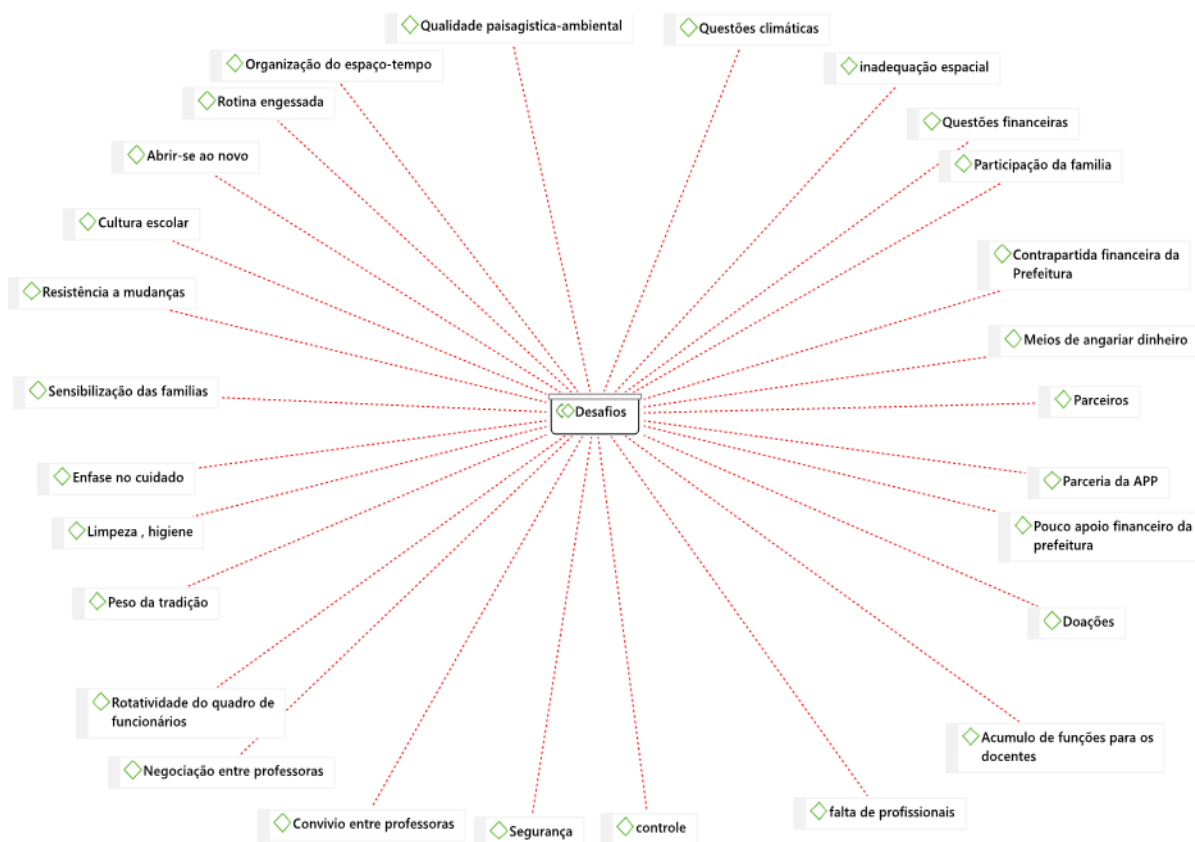 Qualidade paisagistica-ambiental
Questões climáticas
Organização do espaço-tempo
inadequação espacial
Rotina engessada
Questões financeiras
Abrir-se ao novo
Participação da familia
Cultura escolar
Contrapartida financeira da
Prefeitura
Resistência a mudanças
Meios de angariar dinheiro
Sensibilização das familias
Parceiros
Desafios
Enfase no cuidado
Parceria da APP
Limpeza , higiene
Pouco apoio financeiro da
prefeitura
Peso da tradição
Doações
Rotatividade do quadro de
funcionários
Acumulo de funções para os
docentes
Negociação entre professoras
Convivio entre professoras
Segurança
controle
falta de profissionais